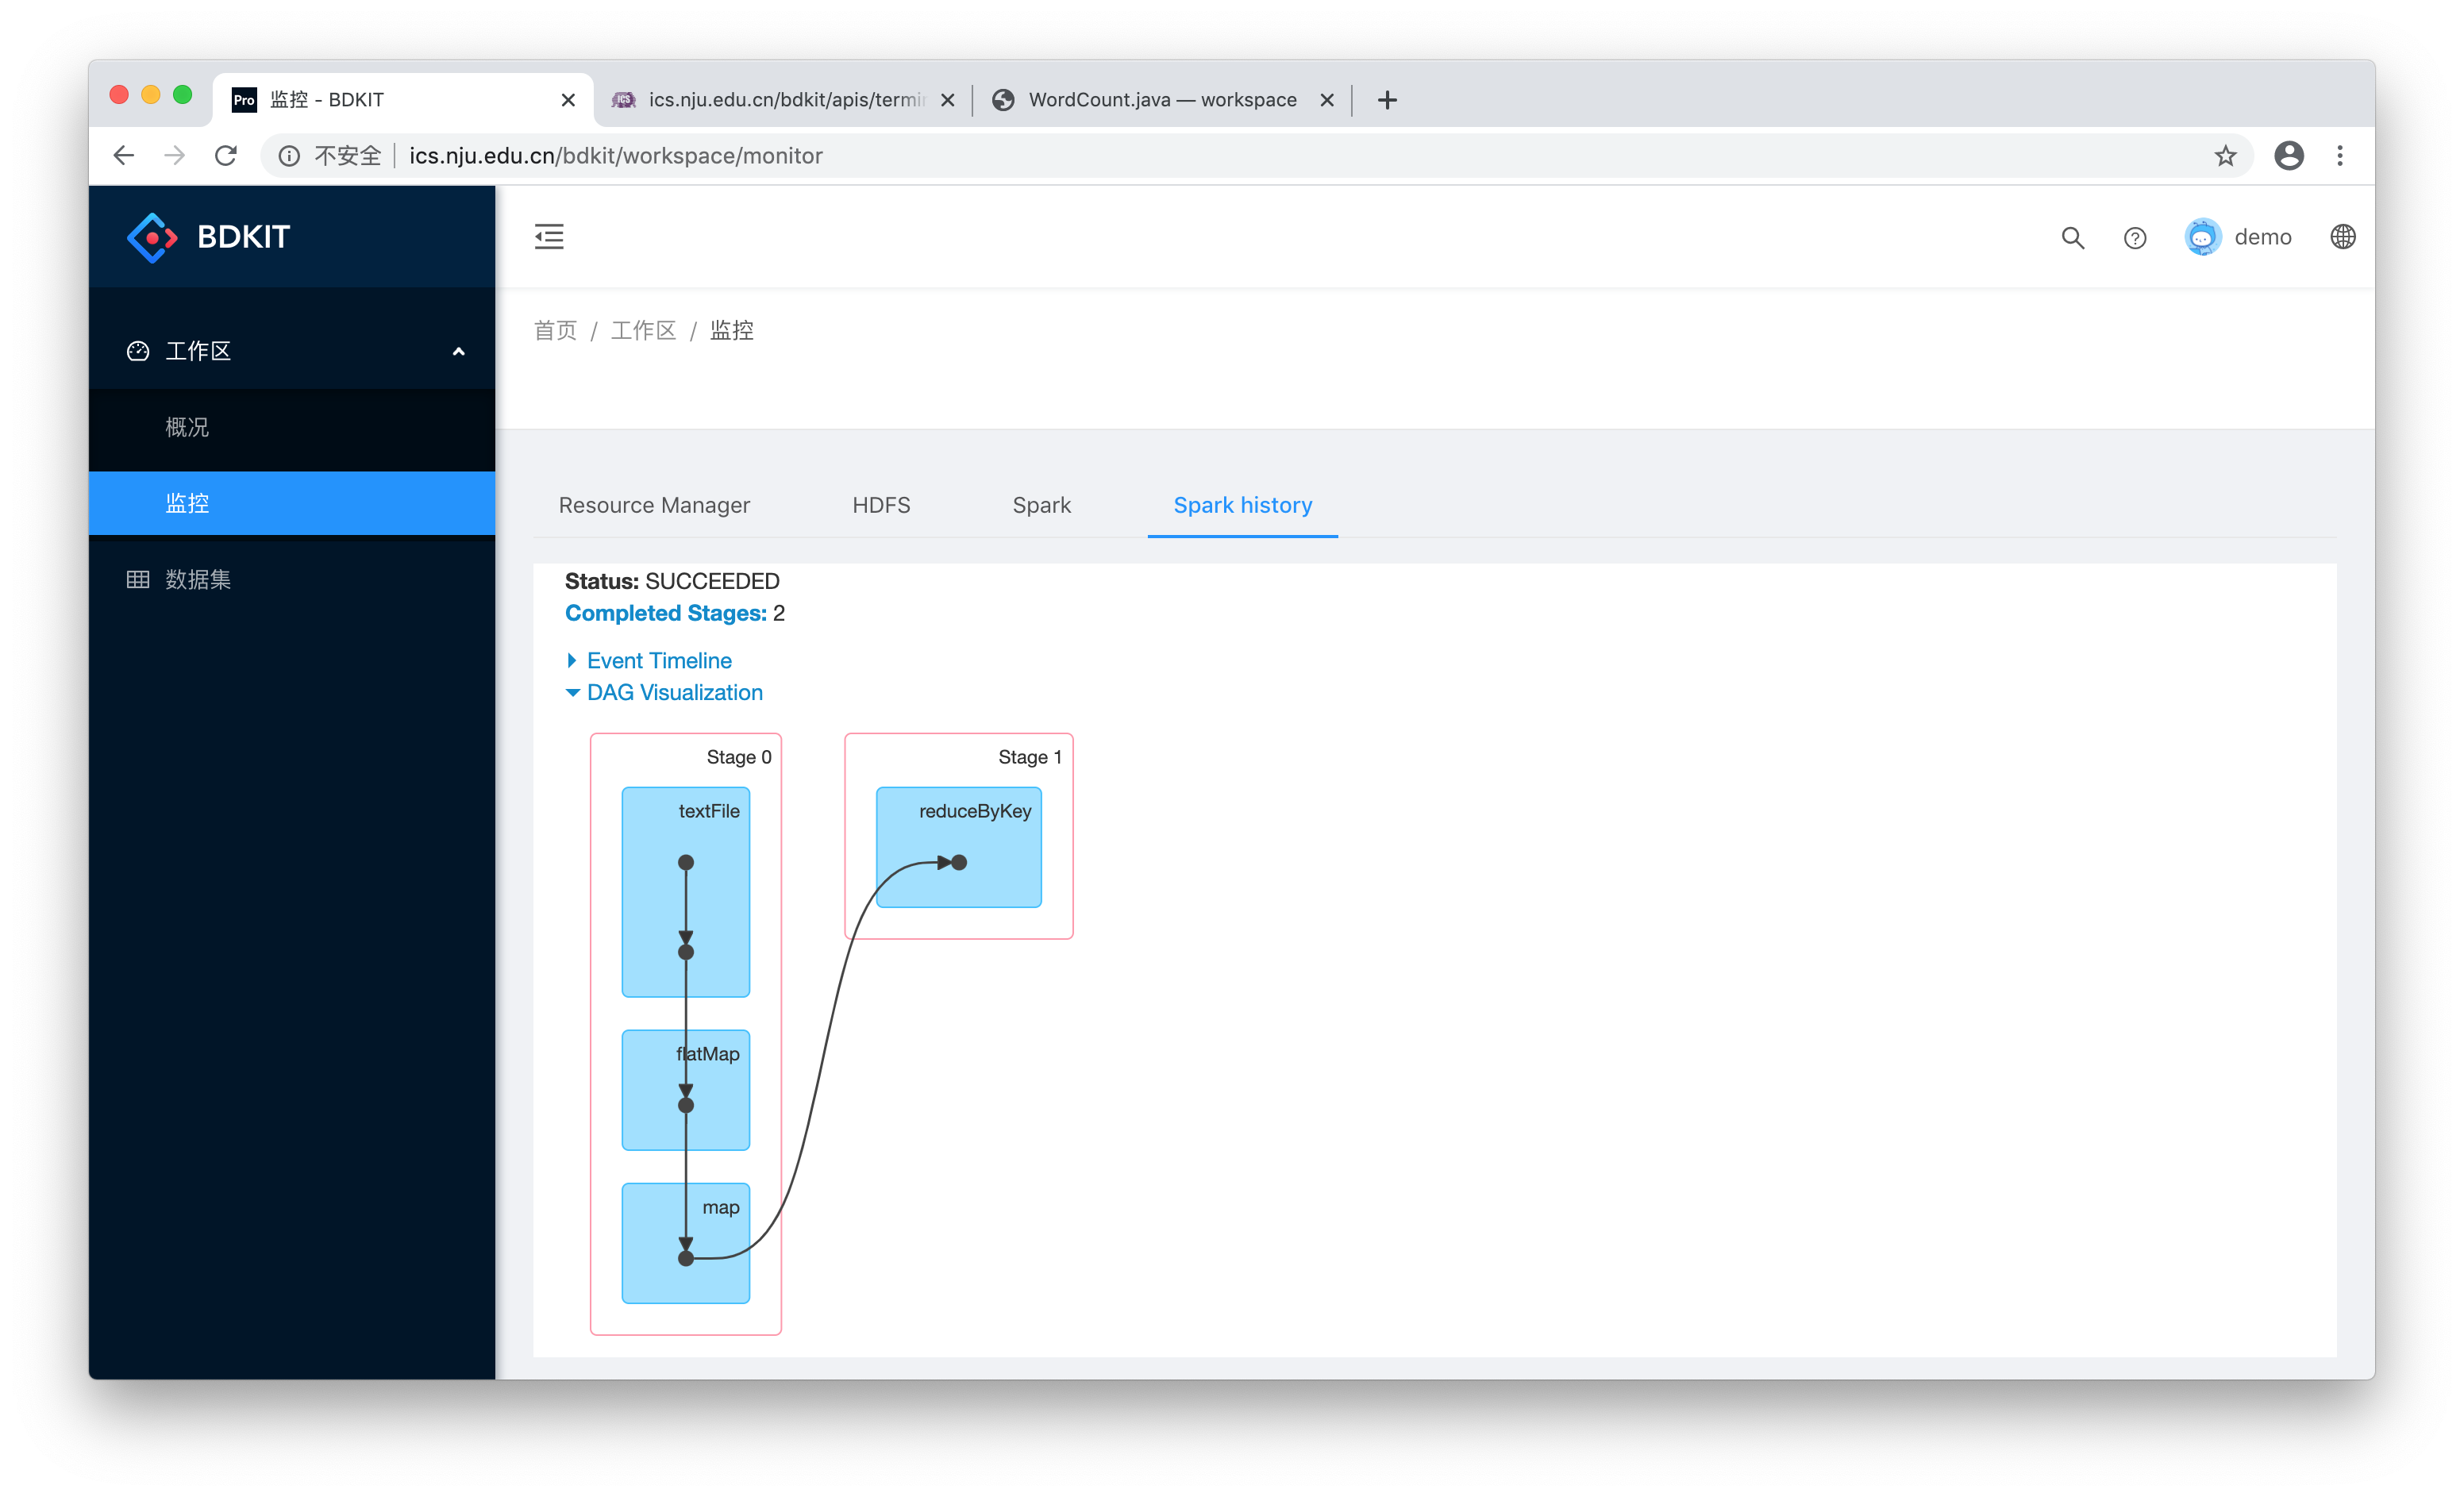 Pro 监控 - BDKIT
ICS ics.nju.edu.cn/bdkit/apis/termi
WordCount.java — workspace
不安全 ics.nju.edu.cn/bdkit/workspace/monitor
BDKIT
demo
工作区
概况
监控
数据集
首页 / 工作区 / 监控
Resource Manager HDFS Spark Spark history
Status: SUCCEEDED
Completed Stages: 2
Event Timeline
DAG Visualization
Stage 0
textFile
flatMap
map
Stage 1
reduceByKey